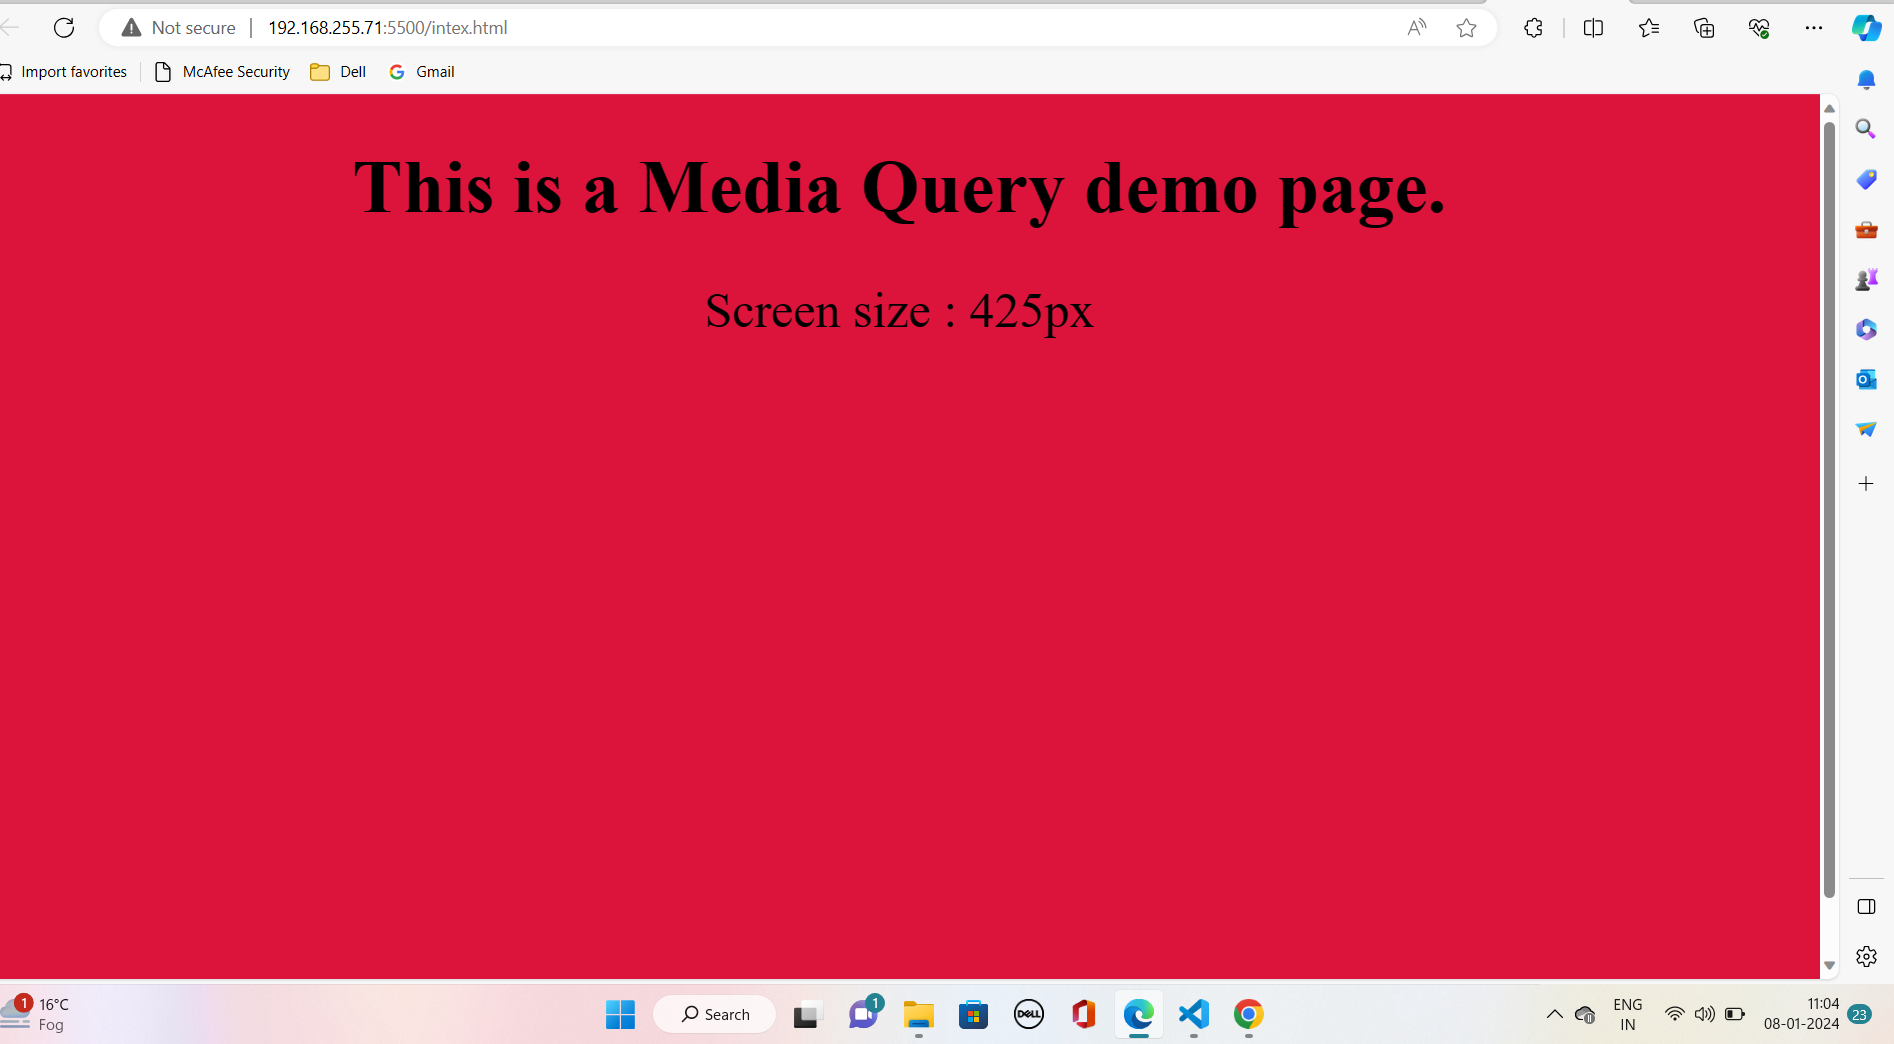 Not secure
192.168.255.71:5500/intex.html
Import favorites
McAfee Security
Dell
Gmail
This is a Media Query demo page.
Screen size : 425px
1
16°C
Fog
Search
1
DELL
ENG
IN
11:04
08-01-2024
23